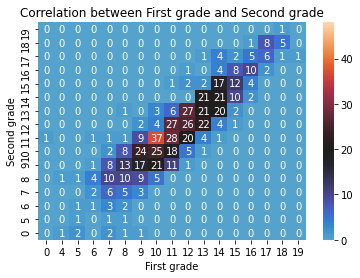 Correlation between First grade and Second grade
19 0 0 0 0 0 0 0 0 0 0 0 0 0 0 0 0 0
18 0 0 0 0 0 0 0 0 0 0 0 0 0 0 8 5 0
17 0 0 0 0 0 0 0 0 0 0 1 4 2 5 6 1 1
16 0 0 0 0 0 0 0 0 0 1 0 4 8 10 2 0 0
15 0 0 0 0 0 0 0 0 1 2 2 17 12 4 0 0 0
14 0 0 0 0 0 0 0 0 0 0 21 21 10 2 0 0 0
13 0 0 0 0 0 1 0 3 6 27 21 20 2 0 0 0 0
12 0 0 0 0 0 0 2 4 27 26 22 4 1 0 0 0 0
11 1 0 0 1 1 1 9 37 28 20 4 1 0 0 0 0 0
10 0 0 0 0 2 8 24 25 18 5 1 0 0 0 0 0 0
9 0 0 0 1 8 13 17 21 11 0 0 0 0 0 0 0 0
8 0 1 1 4 10 10 9 5 0 0 0 0 0 0 0 0 0
7 0 0 0 2 6 5 3 0 0 0 0 0 0 0 0 0 0
6 0 0 1 1 3 2 0 0 0 0 0 0 0 0 0 0 0
5 0 0 1 0 1 1 0 0 0 0 0 0 0 0 0 0 0
0 0 1 2 0 1 2 1 0 0 0 0 0 0 0 0 0 0
0 4 5 6 7 8 9 10 11 12 13 14 15 16 17 18 19
First grade
Second grade
40
30
20
10
0